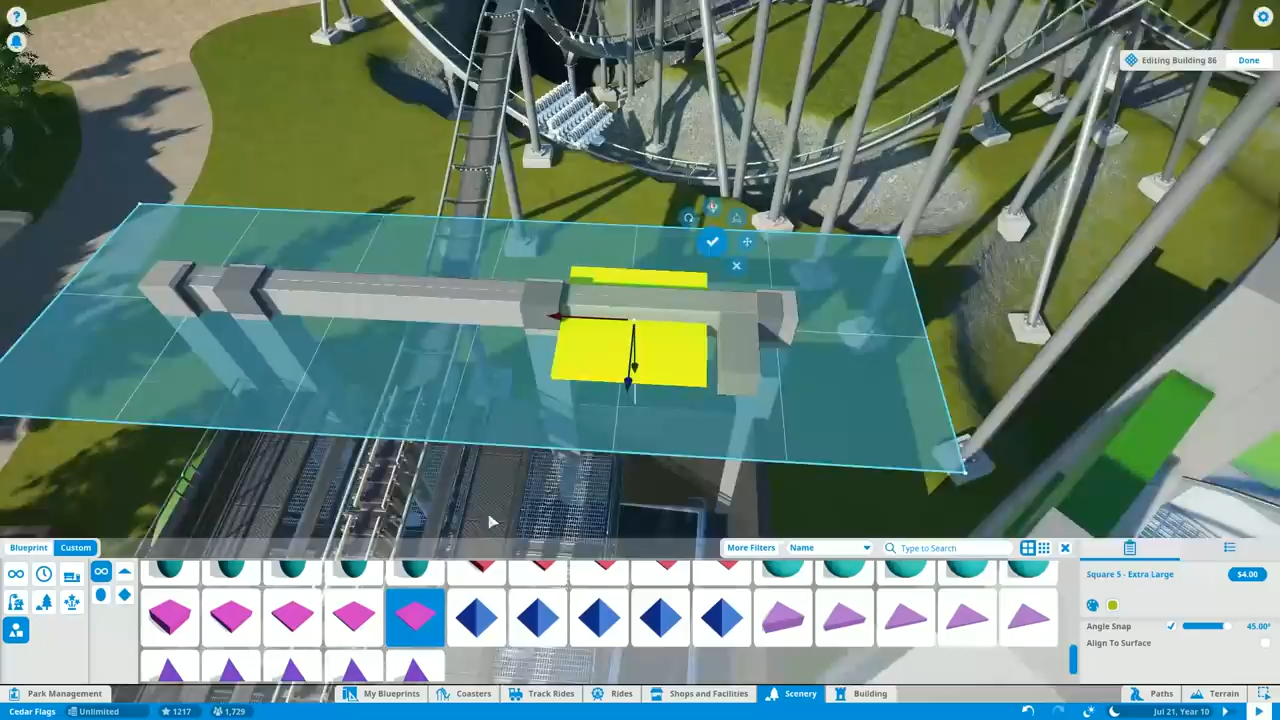 ?
Editing Building 86 Done
Blueprint Custom
More Filters Name Type to Search
Square 5 - Extra Large $4.00
Angle Snap 45.00°
Align To Surface
Park Management My Blueprints Coasters Track Rides Rides Shops and Facilities Scenery Building Paths Terrain
Cedar Flags Unlimited 1217 1,729 Jul 21, Year 10